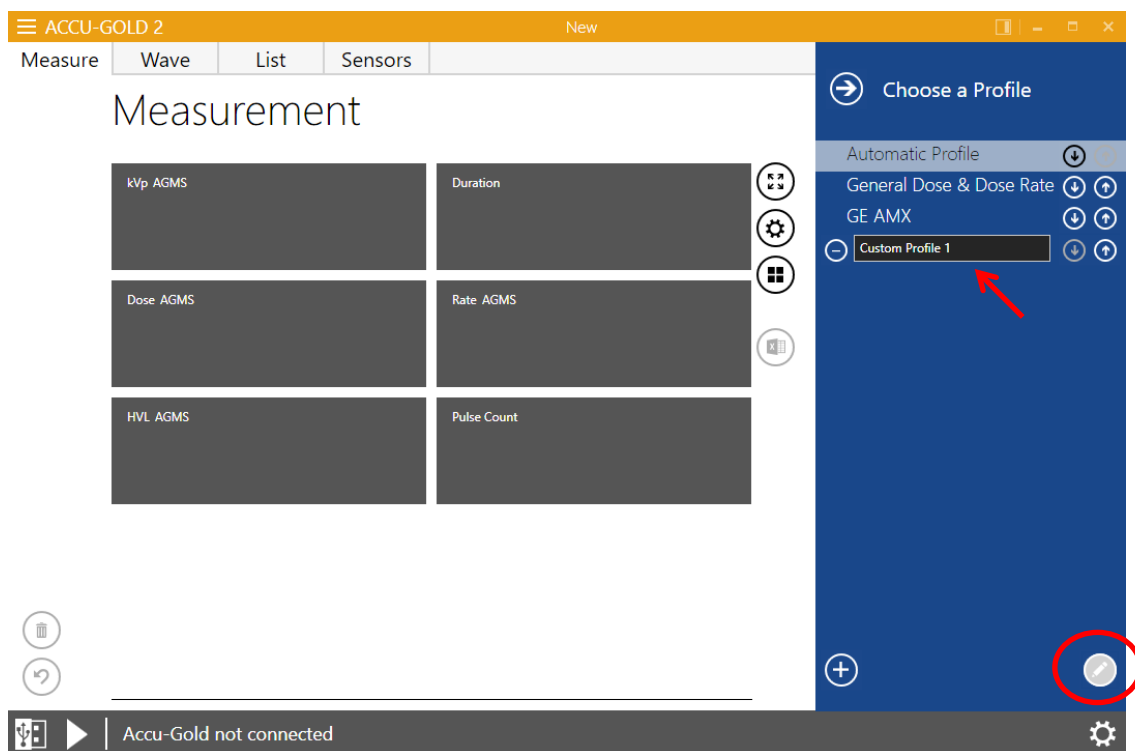 ACCU-GOLD 2 New
Measure Wave List Sensors
Measurement
kVp AGMS Duration
Dose AGMS Rate AGMS
HVL AGMS Pulse Count
Choose a Profile
Automatic Profile
General Dose & Dose Rate
GE AMX
Custom Profile 1
Accu-Gold not connected